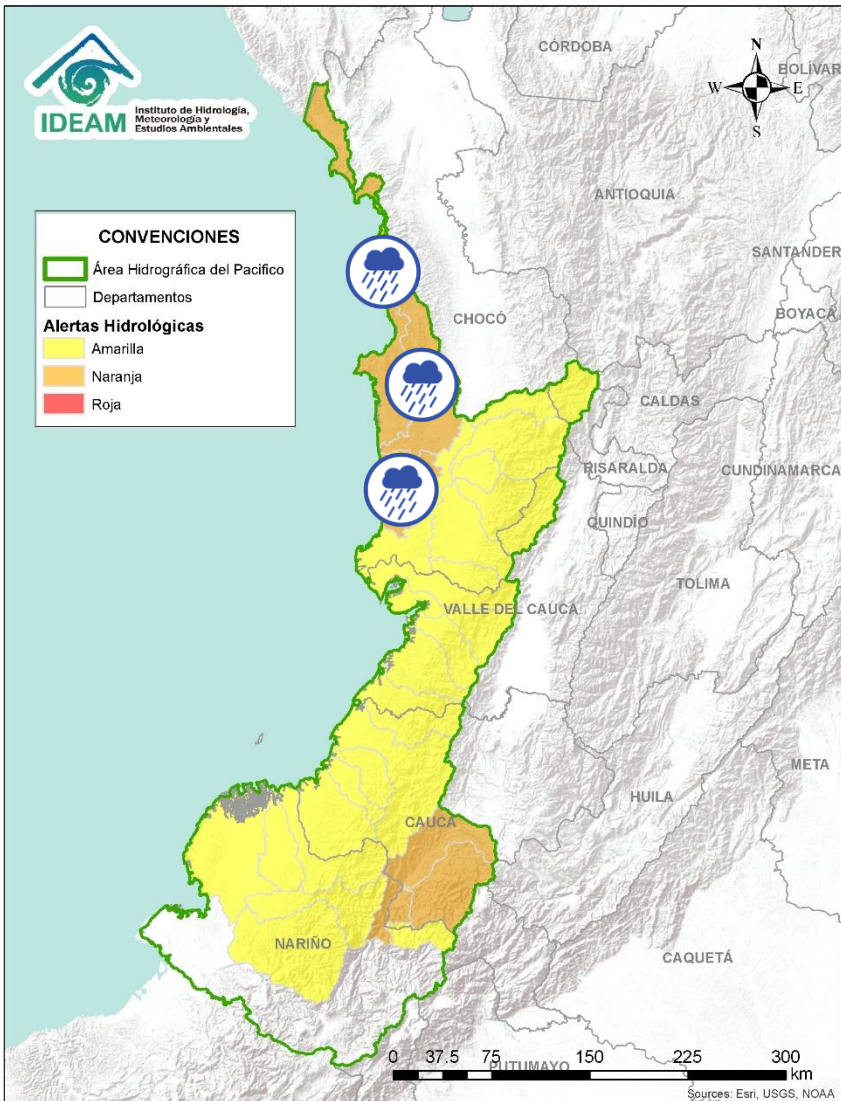 IDEAM
Instituto de Hidrología,
Meteorología y
Estudios Ambientales
N
W
E
S
CÓRDOBA
BOLÍVAR
ANTIOQUIA
SANTANDER
BOYACÁ
CHOCÓ
CALDAS
RISARALDA
CUNDINAMARCA
QUINDÍO
TOLIMA
VALLE DEL CAUCA
META
HUILA
CAUCA
NARIÑO
CAQUETÁ
PUTUMAYO
CONVENCIONES
Área Hidrográfica del Pacifico
Departamentos
Alertas Hidrológicas
Amarilla
Naranja
Roja
0 37.5 75 150 225 300
km
Sources: Esri, USGS, NOAA